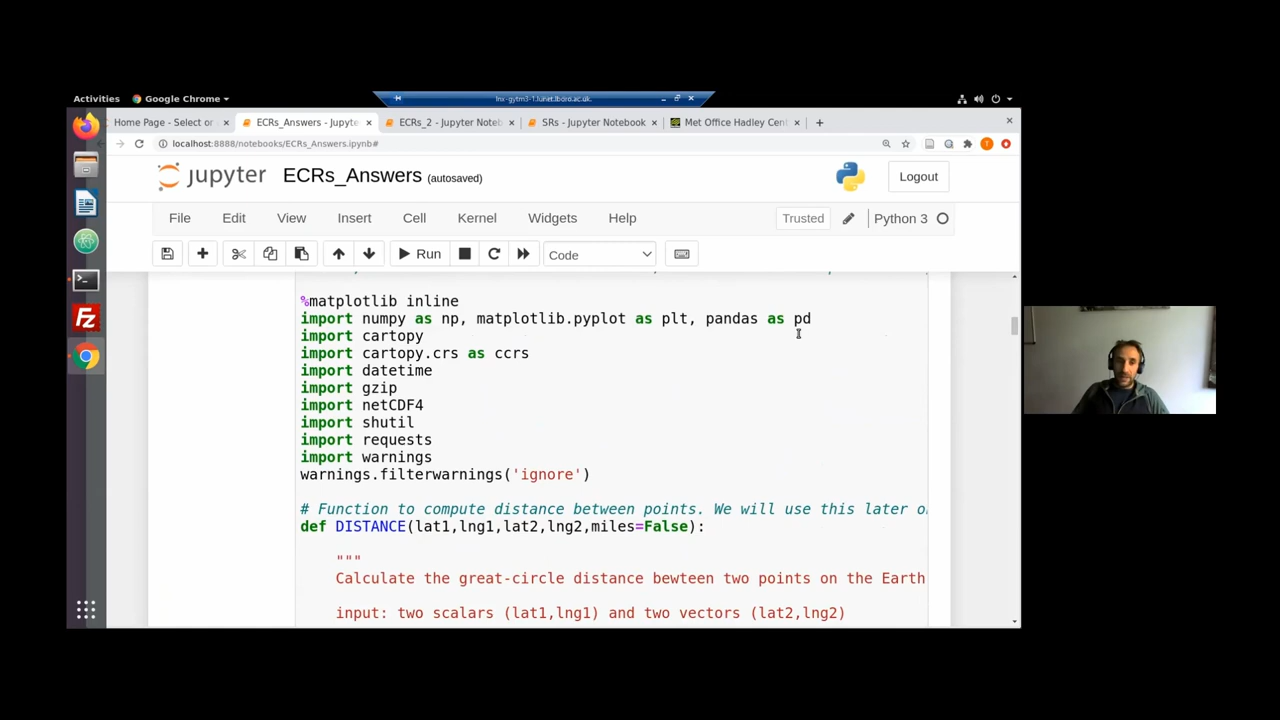 Activities Google Chrome
Home Page - Select or ECRs_Answers - Jupyte ECRs_2 - Jupyter Noteb SRs - Jupyter Notebook Met Office Hadley Cent
localhost:8888/notebooks/ECRs_Answers.ipynb# T
jupyter ECRs_Answers (autosaved) Logout
File Edit View Insert Cell Kernel Widgets Help Trusted Python 3
Run Code
%matplotlib inline
import numpy as np, matplotlib.pyplot as plt, pandas as pd
import cartopy
import cartopy.crs as ccrs
import datetime
import gzip
import netCDF4
import shutil
import requests
import warnings
warnings.filterwarnings('ignore')
# Function to compute distance between points. We will use this later
def DISTANCE(lat1,lng1,lat2,lng2,miles=False):
"""
Calculate the great-circle distance bewteen two points on the Earth
input: two scalars (lat1,lng1) and two vectors (lat2,lng2)
Fz